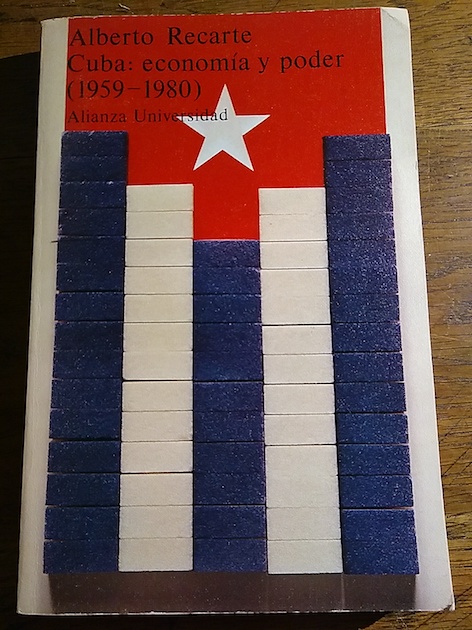 Alberto Recarte
Cuba: economía y poder
(1959–1980)
Alianza Universidad